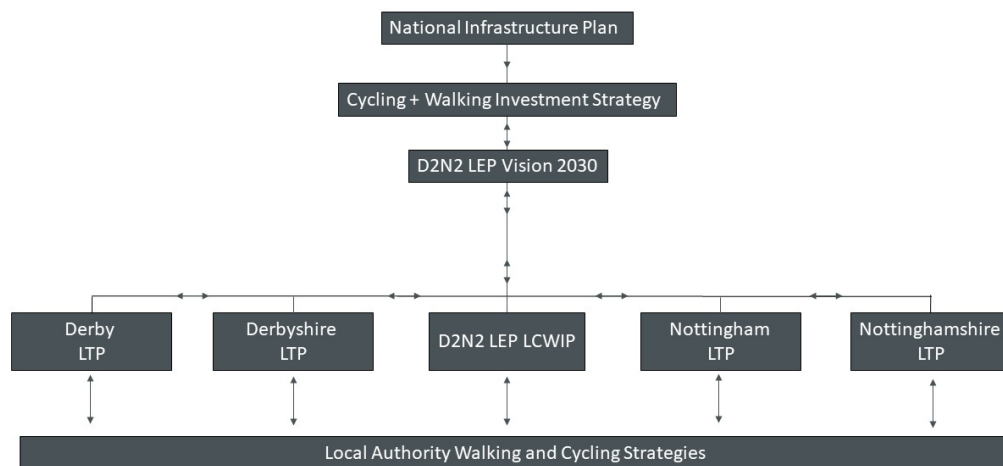 National Infrastructure Plan
Cycling + Walking Investment Strategy
D2N2 LEP Vision 2030
Derby
LTP
Derbyshire
LTP
D2N2 LEP LCWIP
Nottingham
LTP
Nottinghamshire
LTP
Local Authority Walking and Cycling Strategies